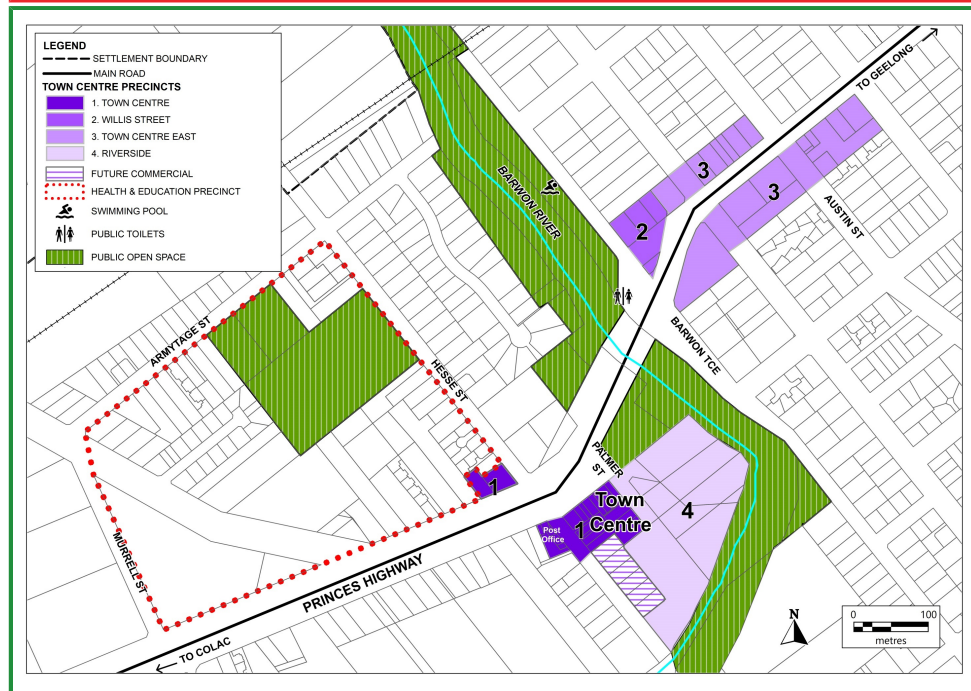 LEGEND
SETTLEMENT BOUNDARY
MAIN ROAD
TOWN CENTRE PRECINCTS
1. TOWN CENTRE
2. WILLIS STREET
3. TOWN CENTRE EAST
4. RIVERSIDE
FUTURE COMMERCIAL
HEALTH & EDUCATION PRECINCT
SWIMMING POOL
PUBLIC TOILETS
PUBLIC OPEN SPACE
TO GEELONG
BARWON RIVER
3
3
2
AUSTIN ST
BARWON TCE
ARMYTAGE ST
HESSE ST
PALMER
ST
1
Town
Centre
4
Post
Office
1
MURRELL ST
PRINCES HIGHWAY
TO COLAC
N
0
100
metres